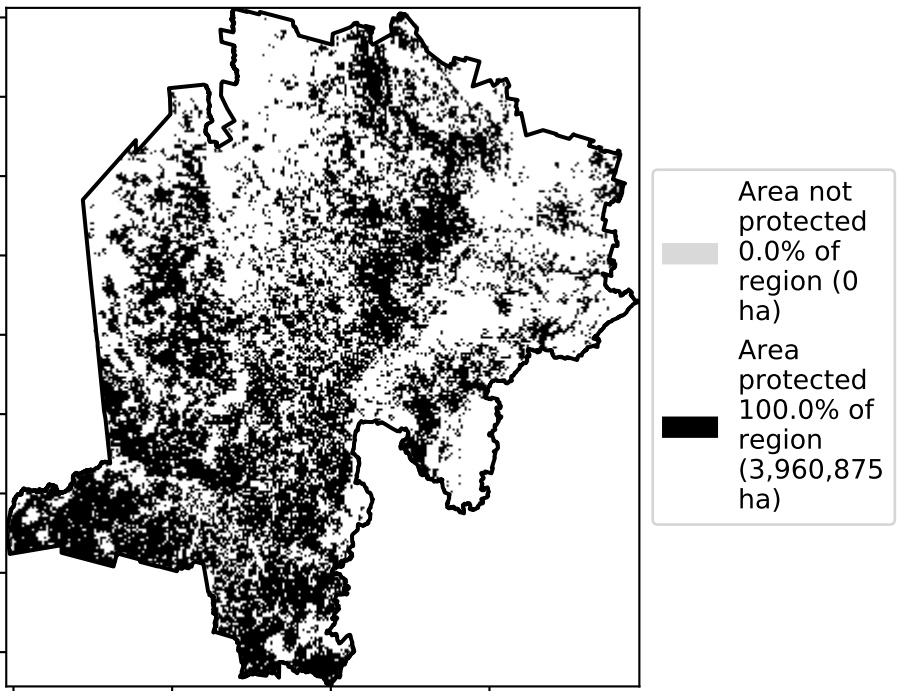 Area not
protected
0.0% of
region (0
ha)
Area
protected
100.0% of
region
(3,960,875
ha)